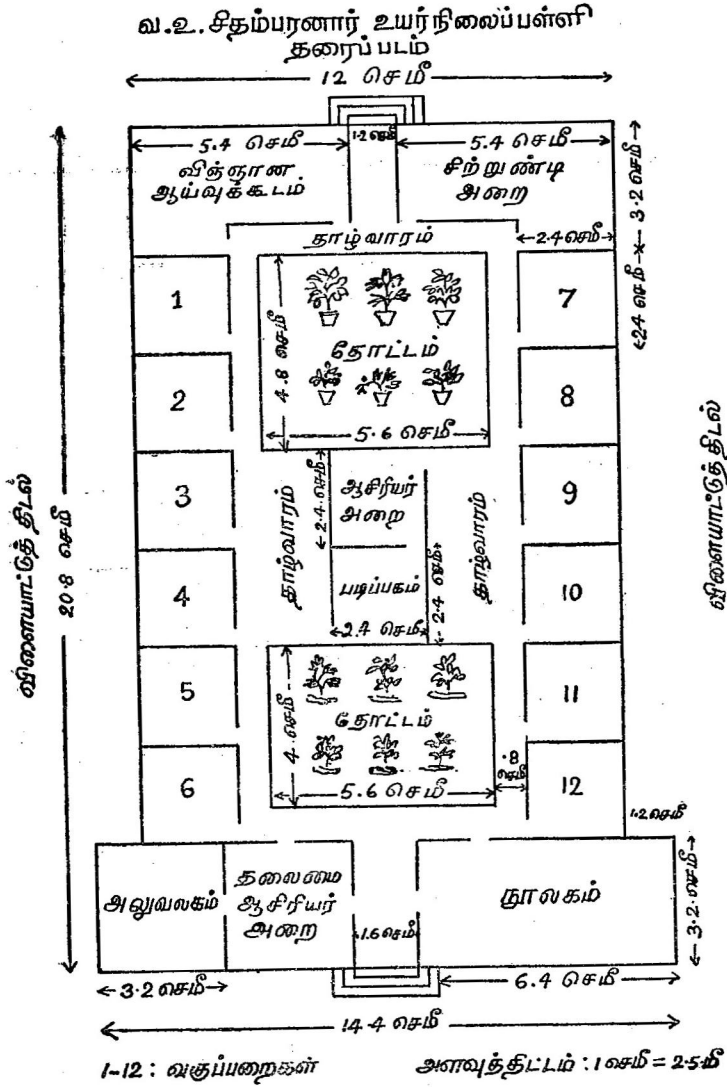 வ.உ. சிதம்பரனார் உயர்நிலைப்பள்ளி
தரைப்படம்
12 செமீ
5.4 செமீ
1.2 செமீ
5.4 செமீ
விஞ்ஞான
ஆய்வுக்கூடம்
சிற்றுண்டி
அறை
3.2 செமீ
தாழ்வாரம்
2.4 செமீ
2.4 செமீ
1
7
4.8 செமீ
தோட்டம்
2
8
5.6 செமீ
விளையாட்டுத் திடல்
20.8 செமீ
3
தாழ்வாரம்
2.4 செமீ
ஆசிரியர்
அறை
தாழ்வாரம்
9
விளையாட்டுத் திடல்
4
படிப்பகம்
2.4 செமீ
2.4 செமீ
10
5
4 செமீ
தோட்டம்
11
6
5.6 செமீ
.8
செமீ
12
1.2 செமீ
அலுவலகம்
தலைமை
ஆசிரியர்
அறை
1.6 செமீ
நூலகம்
3.2 செமீ
3.2 செமீ
6.4 செமீ
14.4 செமீ
1-12: வகுப்பறைகள்
அளவுத்திட்டம் : 1 செமீ = 2.5மீ